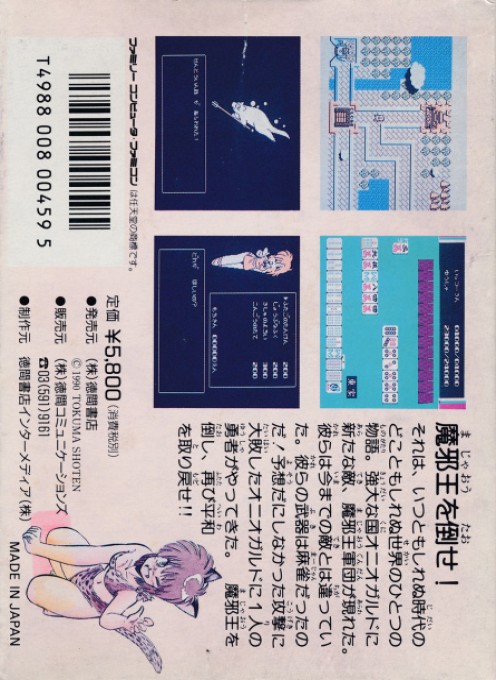 魔邪王を倒せ！
それは、いつともしれぬ時代の
どこともしれぬ世界のひとつの
物語。強大な国オニオガルドに
新たな敵、魔邪王軍団が現れた。
彼らは今までの敵とは違ってい
た。彼らの武器は麻雀だったの
だ！予想だにしなかった攻撃に
大敗したオニオガルドに1人の
勇者がやってきた。　魔邪王を
倒し、再び平和
を取り戻せ!!
定価 ¥5,800（消費税別）
●発売元　（株）徳間書店
© 1990 TOKUMA SHOTEN
●販売元　（株）徳間コミュニケーションズ
☎03(591)9161
●制作元　徳間書店インターメディア（株）
MADE IN JAPAN
ファミリーコンピュータ・ファミコンは任天堂の商標です。
T4988 008 00459 5